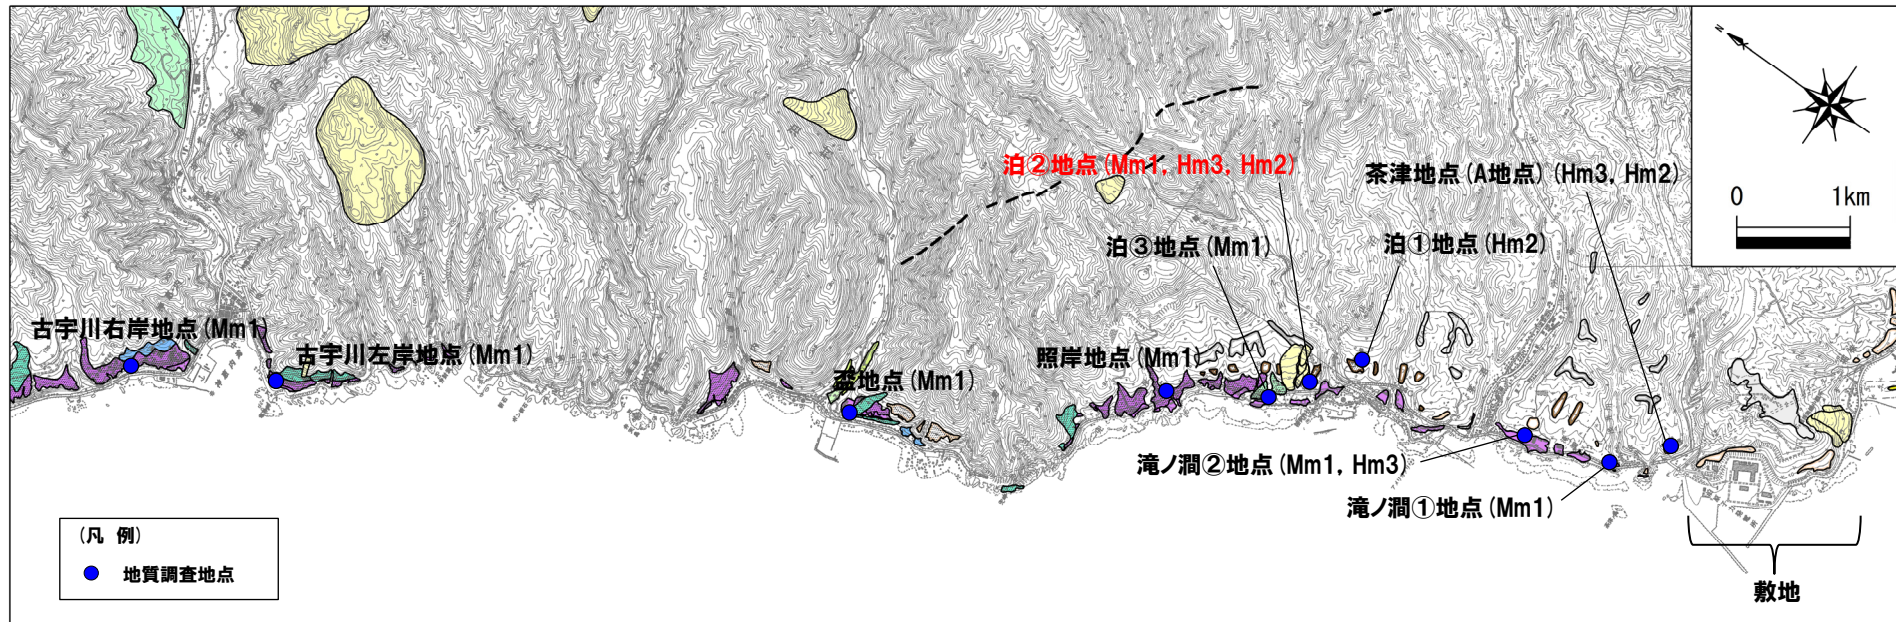 N
0 1km
泊②地点(Mm1, Hm3, Hm2)
茶津地点(A地点)(Hm3, Hm2)
泊③地点(Mm1)
泊①地点(Hm2)
古宇川右岸地点(Mm1)
古宇川左岸地点(Mm1)
盃地点(Mm1)
照岸地点(Mm1)
滝ノ澗②地点(Mm1, Hm3)
滝ノ澗①地点(Mm1)
(凡 例)
地質調査地点
敷地